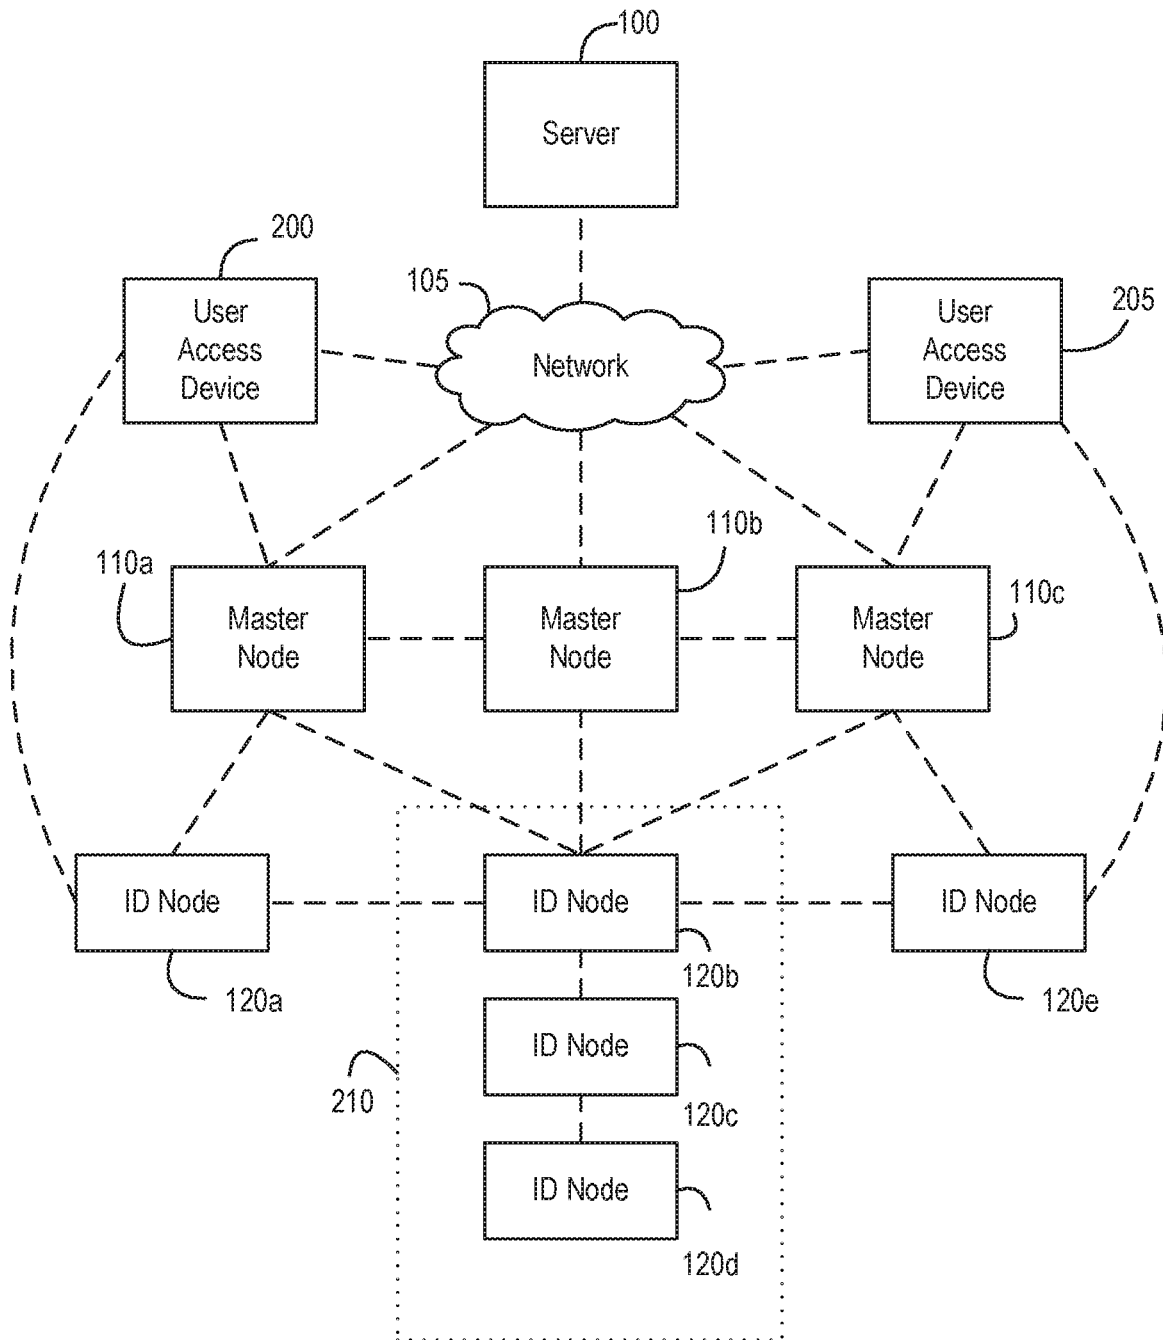 100
Server
200
User
Access
Device
105
Network
User
Access
Device
205
110a
Master
Node
110b
Master
Node
110c
Master
Node
ID Node
120a
ID Node
120b
ID Node
120e
210
ID Node
120c
ID Node
120d